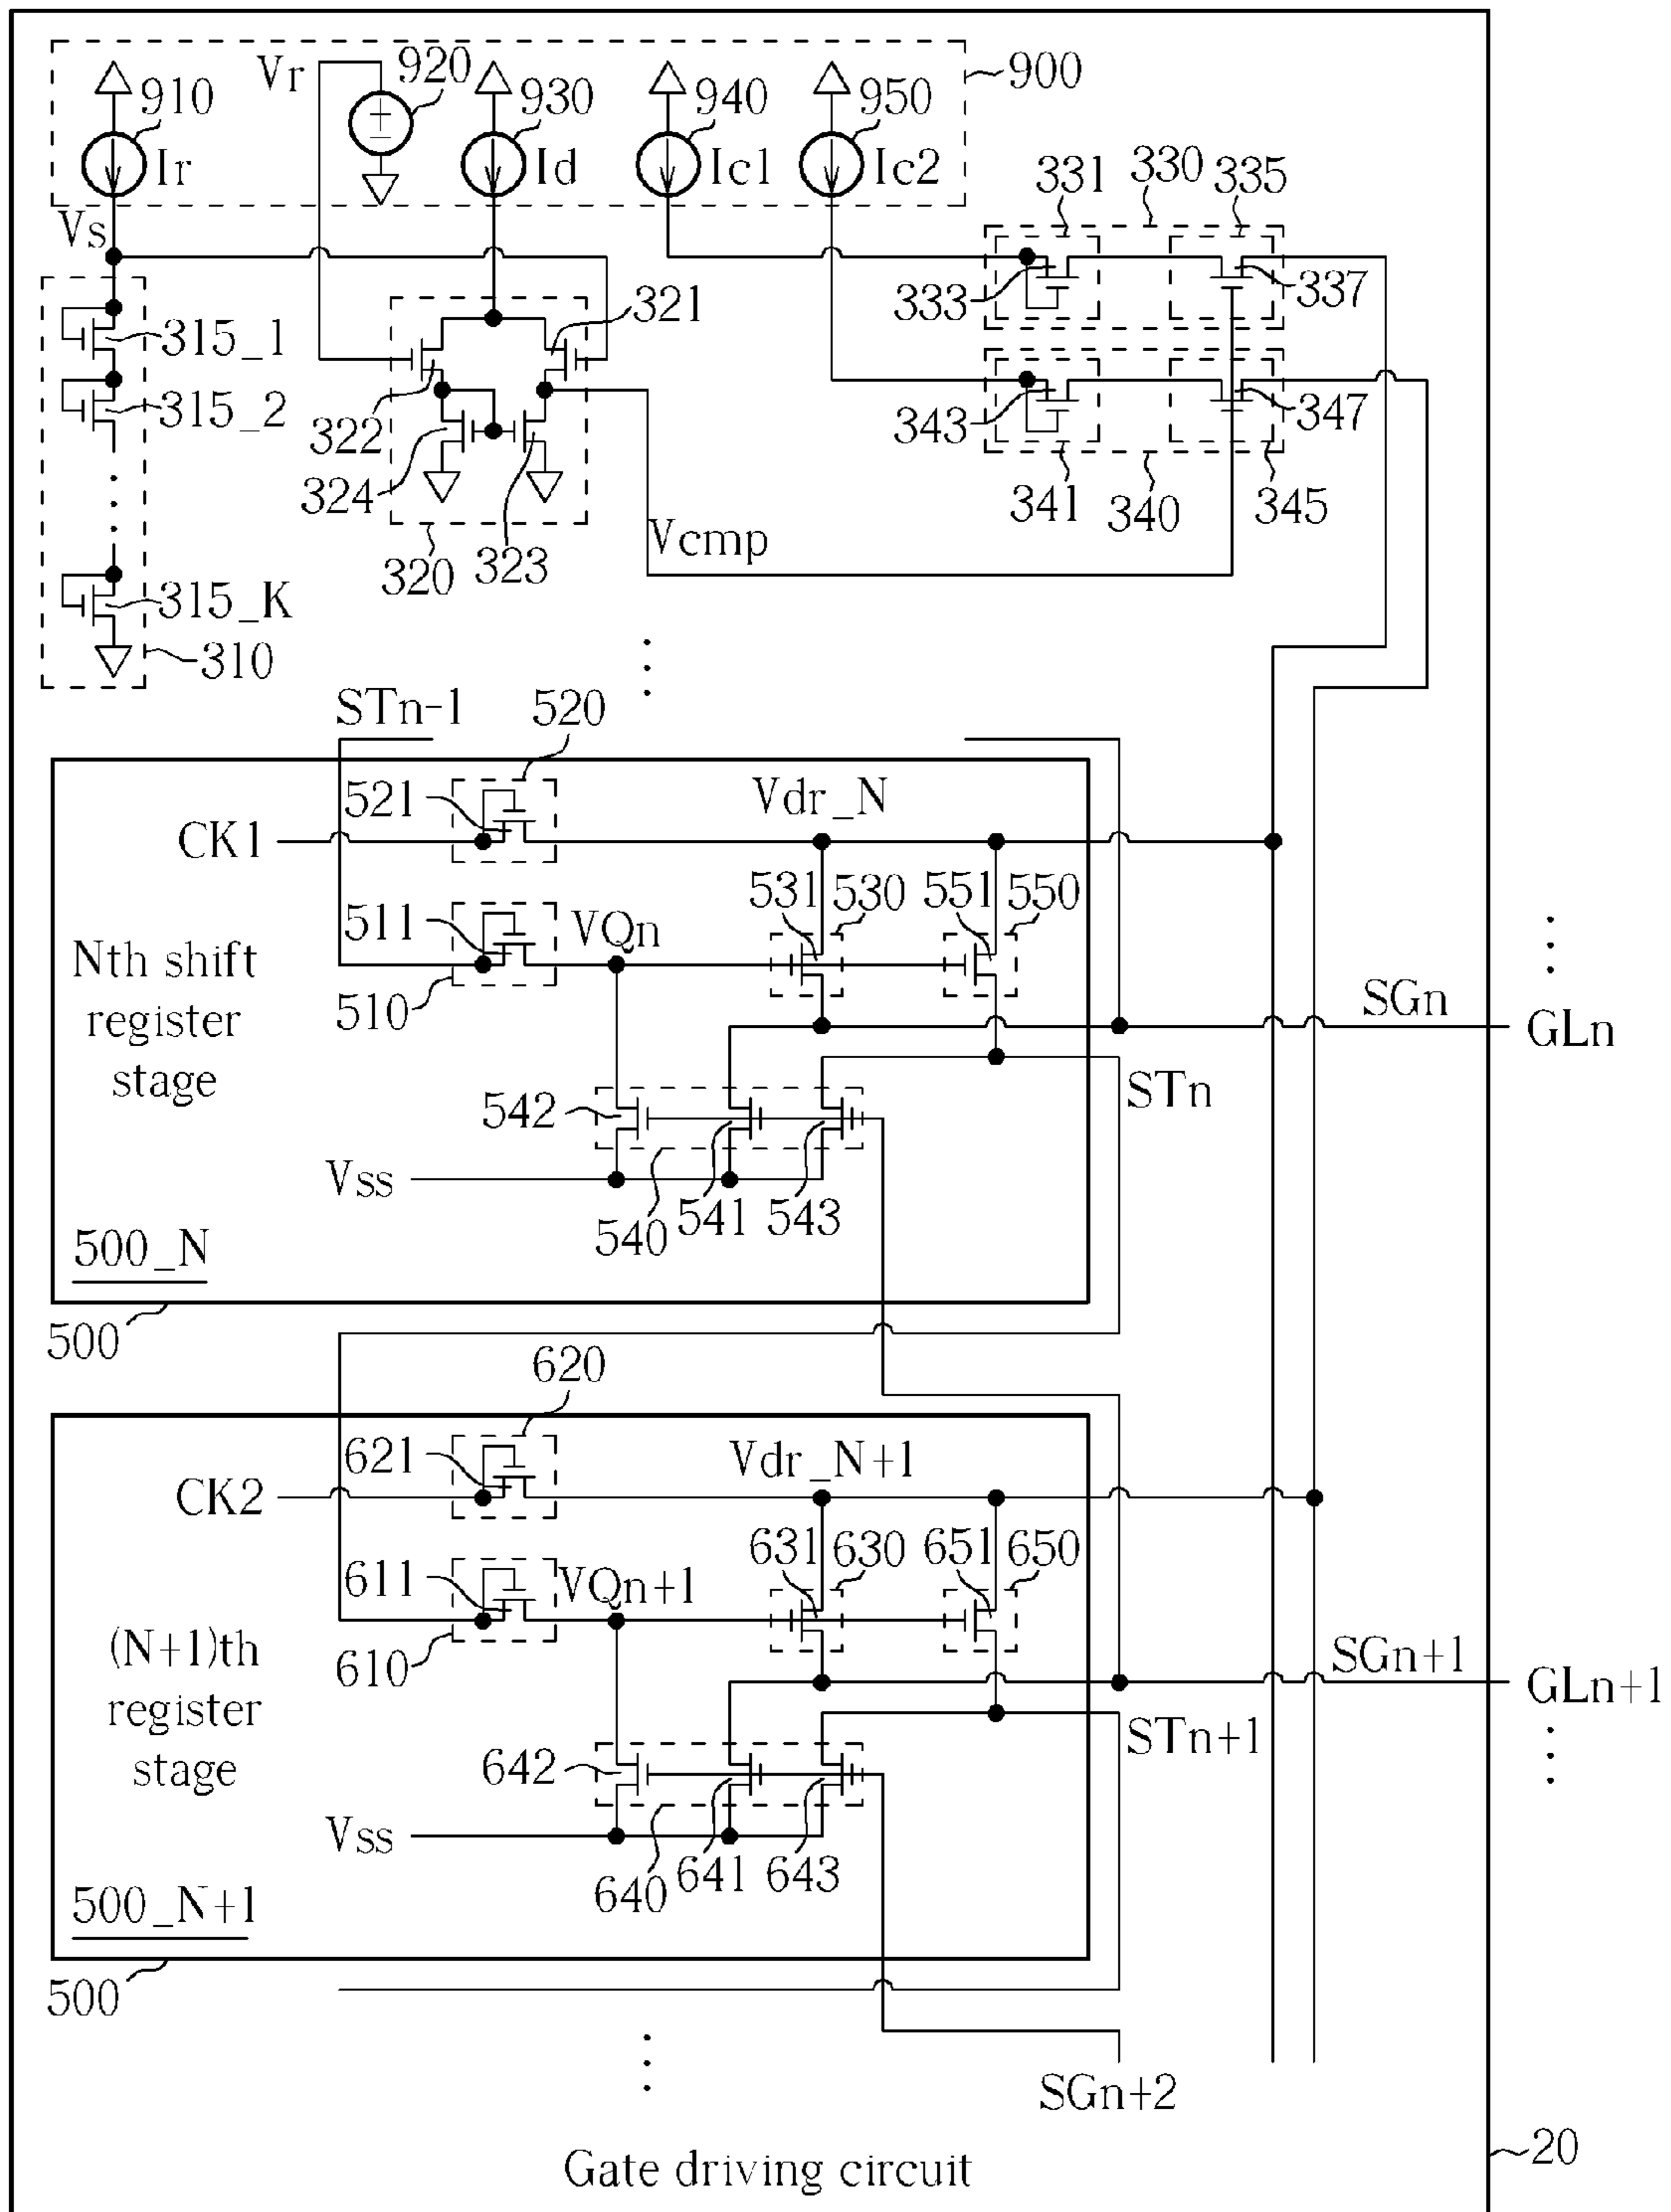 Vr
920
900
910
930
940
950
Ir
Id
Ic1
Ic2
331
330
335
Vs
333
337
321
315_1
343
347
315_2
322
324
341
340
345
Vcmp
320
323
315_K
310
STn-1
520
521
Vdr_N
CK1
531
530
551
550
511
VQn
Nth shift
register
stage
510
SGn
GLn
STn
542
Vss
541
543
540
500_N
500
620
621
Vdr_N+1
CK2
631
630
651
650
611
VQn+1
(N+1)th
register
stage
610
SGn+1
GLn+1
STn+1
642
Vss
641
643
640
500_N+1
500
SGn+2
20
Gate driving circuit